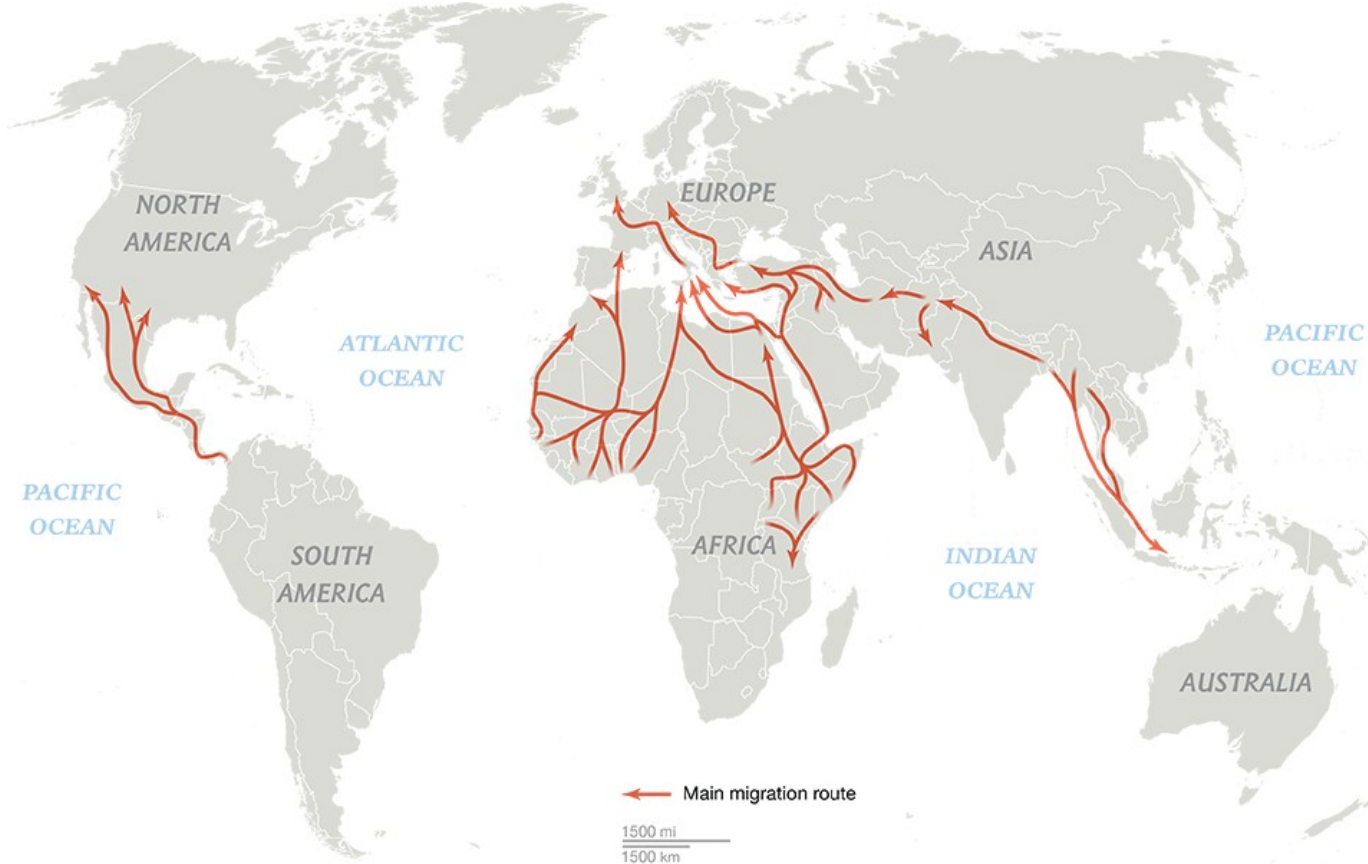 NORTH
AMERICA
EUROPE
ASIA
ATLANTIC
OCEAN
PACIFIC
OCEAN
PACIFIC
OCEAN
SOUTH
AMERICA
AFRICA
INDIAN
OCEAN
AUSTRALIA
Main migration route
1500 mi
1500 km